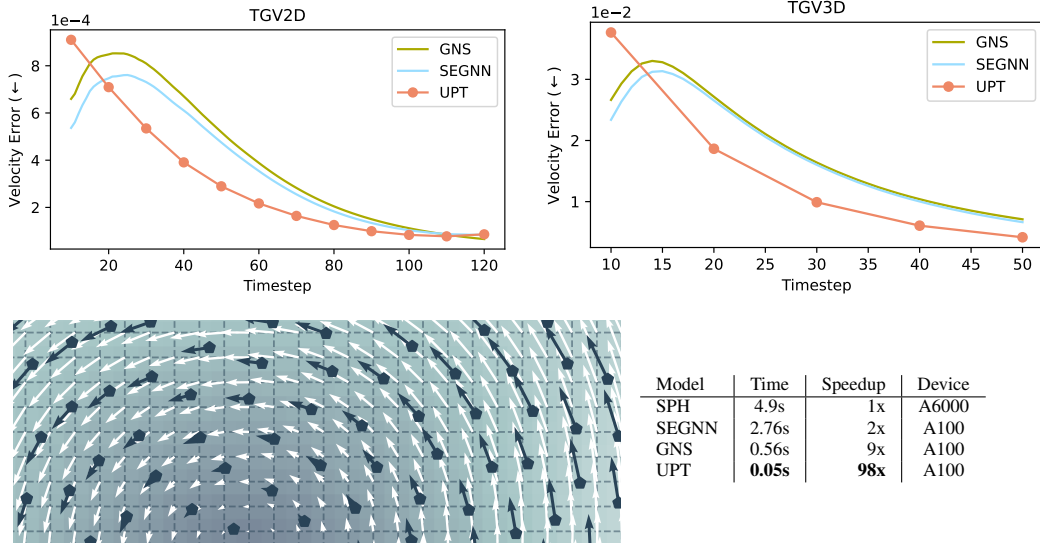 TGV2D
1e−4
GNS
SEGNN
UPT
8
6
4
2
Velocity Error (←)
20 40 60 80 100 120
Timestep
TGV3D
1e−2
GNS
SEGNN
UPT
3
2
1
Velocity Error (←)
10 15 20 25 30 35 40 45 50
Timestep
Model Time Speedup Device
SPH 4.9s 1x A6000
SEGNN 2.76s 2x A100
GNS 0.56s 9x A100
UPT 0.05s 98x A100